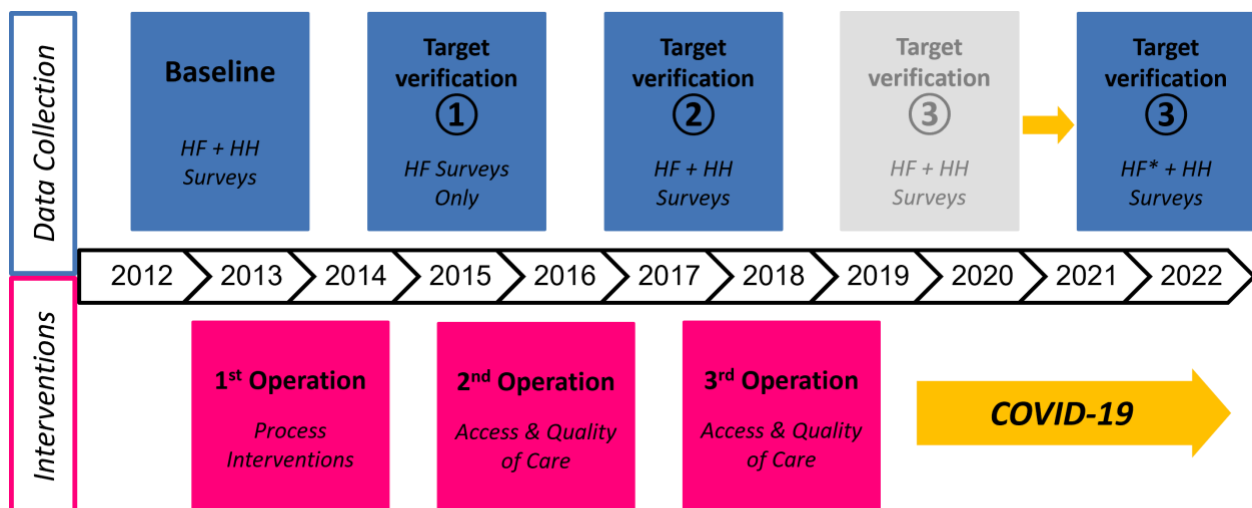 Data Collection
Baseline
HF + HH
Surveys
Target
verification
①
HF Surveys
Only
Target
verification
②
HF + HH
Surveys
Target
verification
③
HF + HH
Surveys
Target
verification
③
HF* + HH
Surveys
2012 2013 2014 2015 2016 2017 2018 2019 2020 2021 2022
Interventions
1st Operation
Process
Interventions
2nd Operation
Access & Quality
of Care
3rd Operation
Access & Quality
of Care
COVID-19